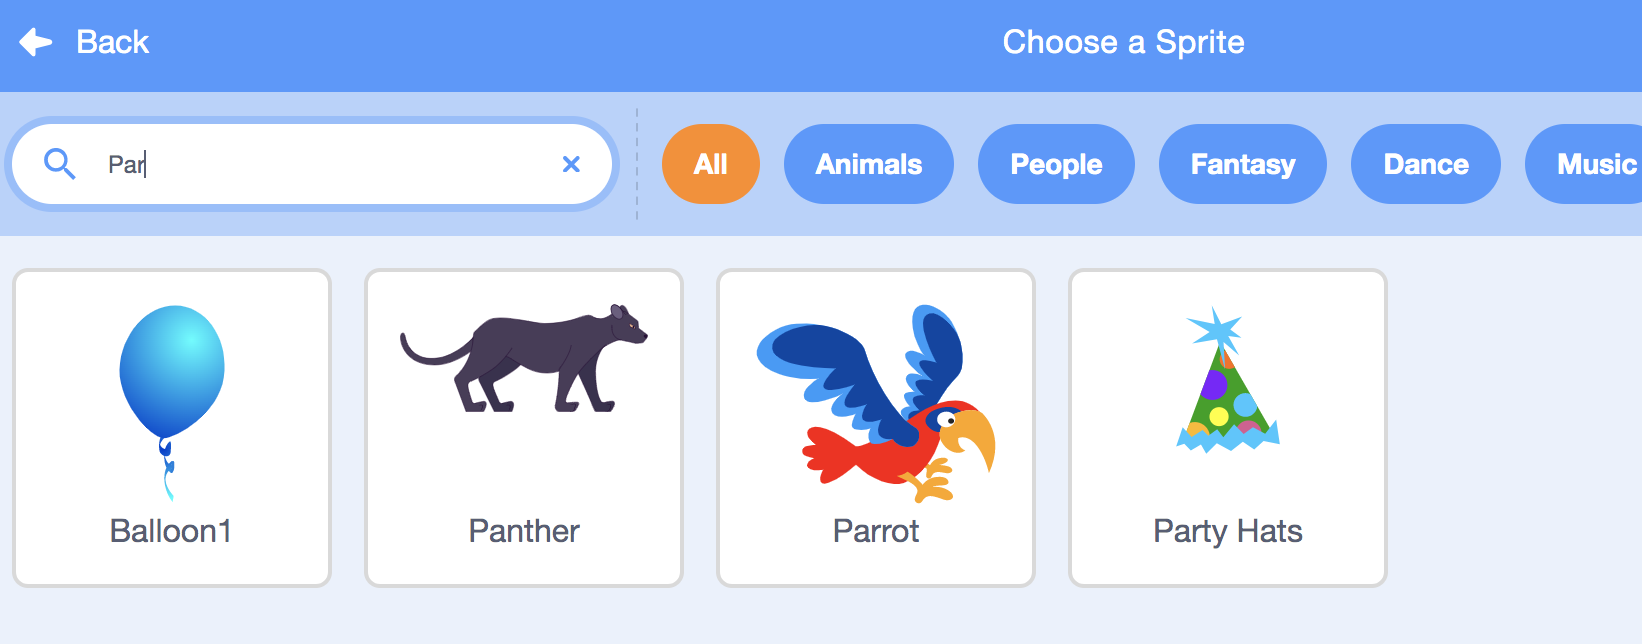 Back
Choose a Sprite
Par
All
Animals
People
Fantasy
Dance
Music
Balloon1
Panther
Parrot
Party Hats